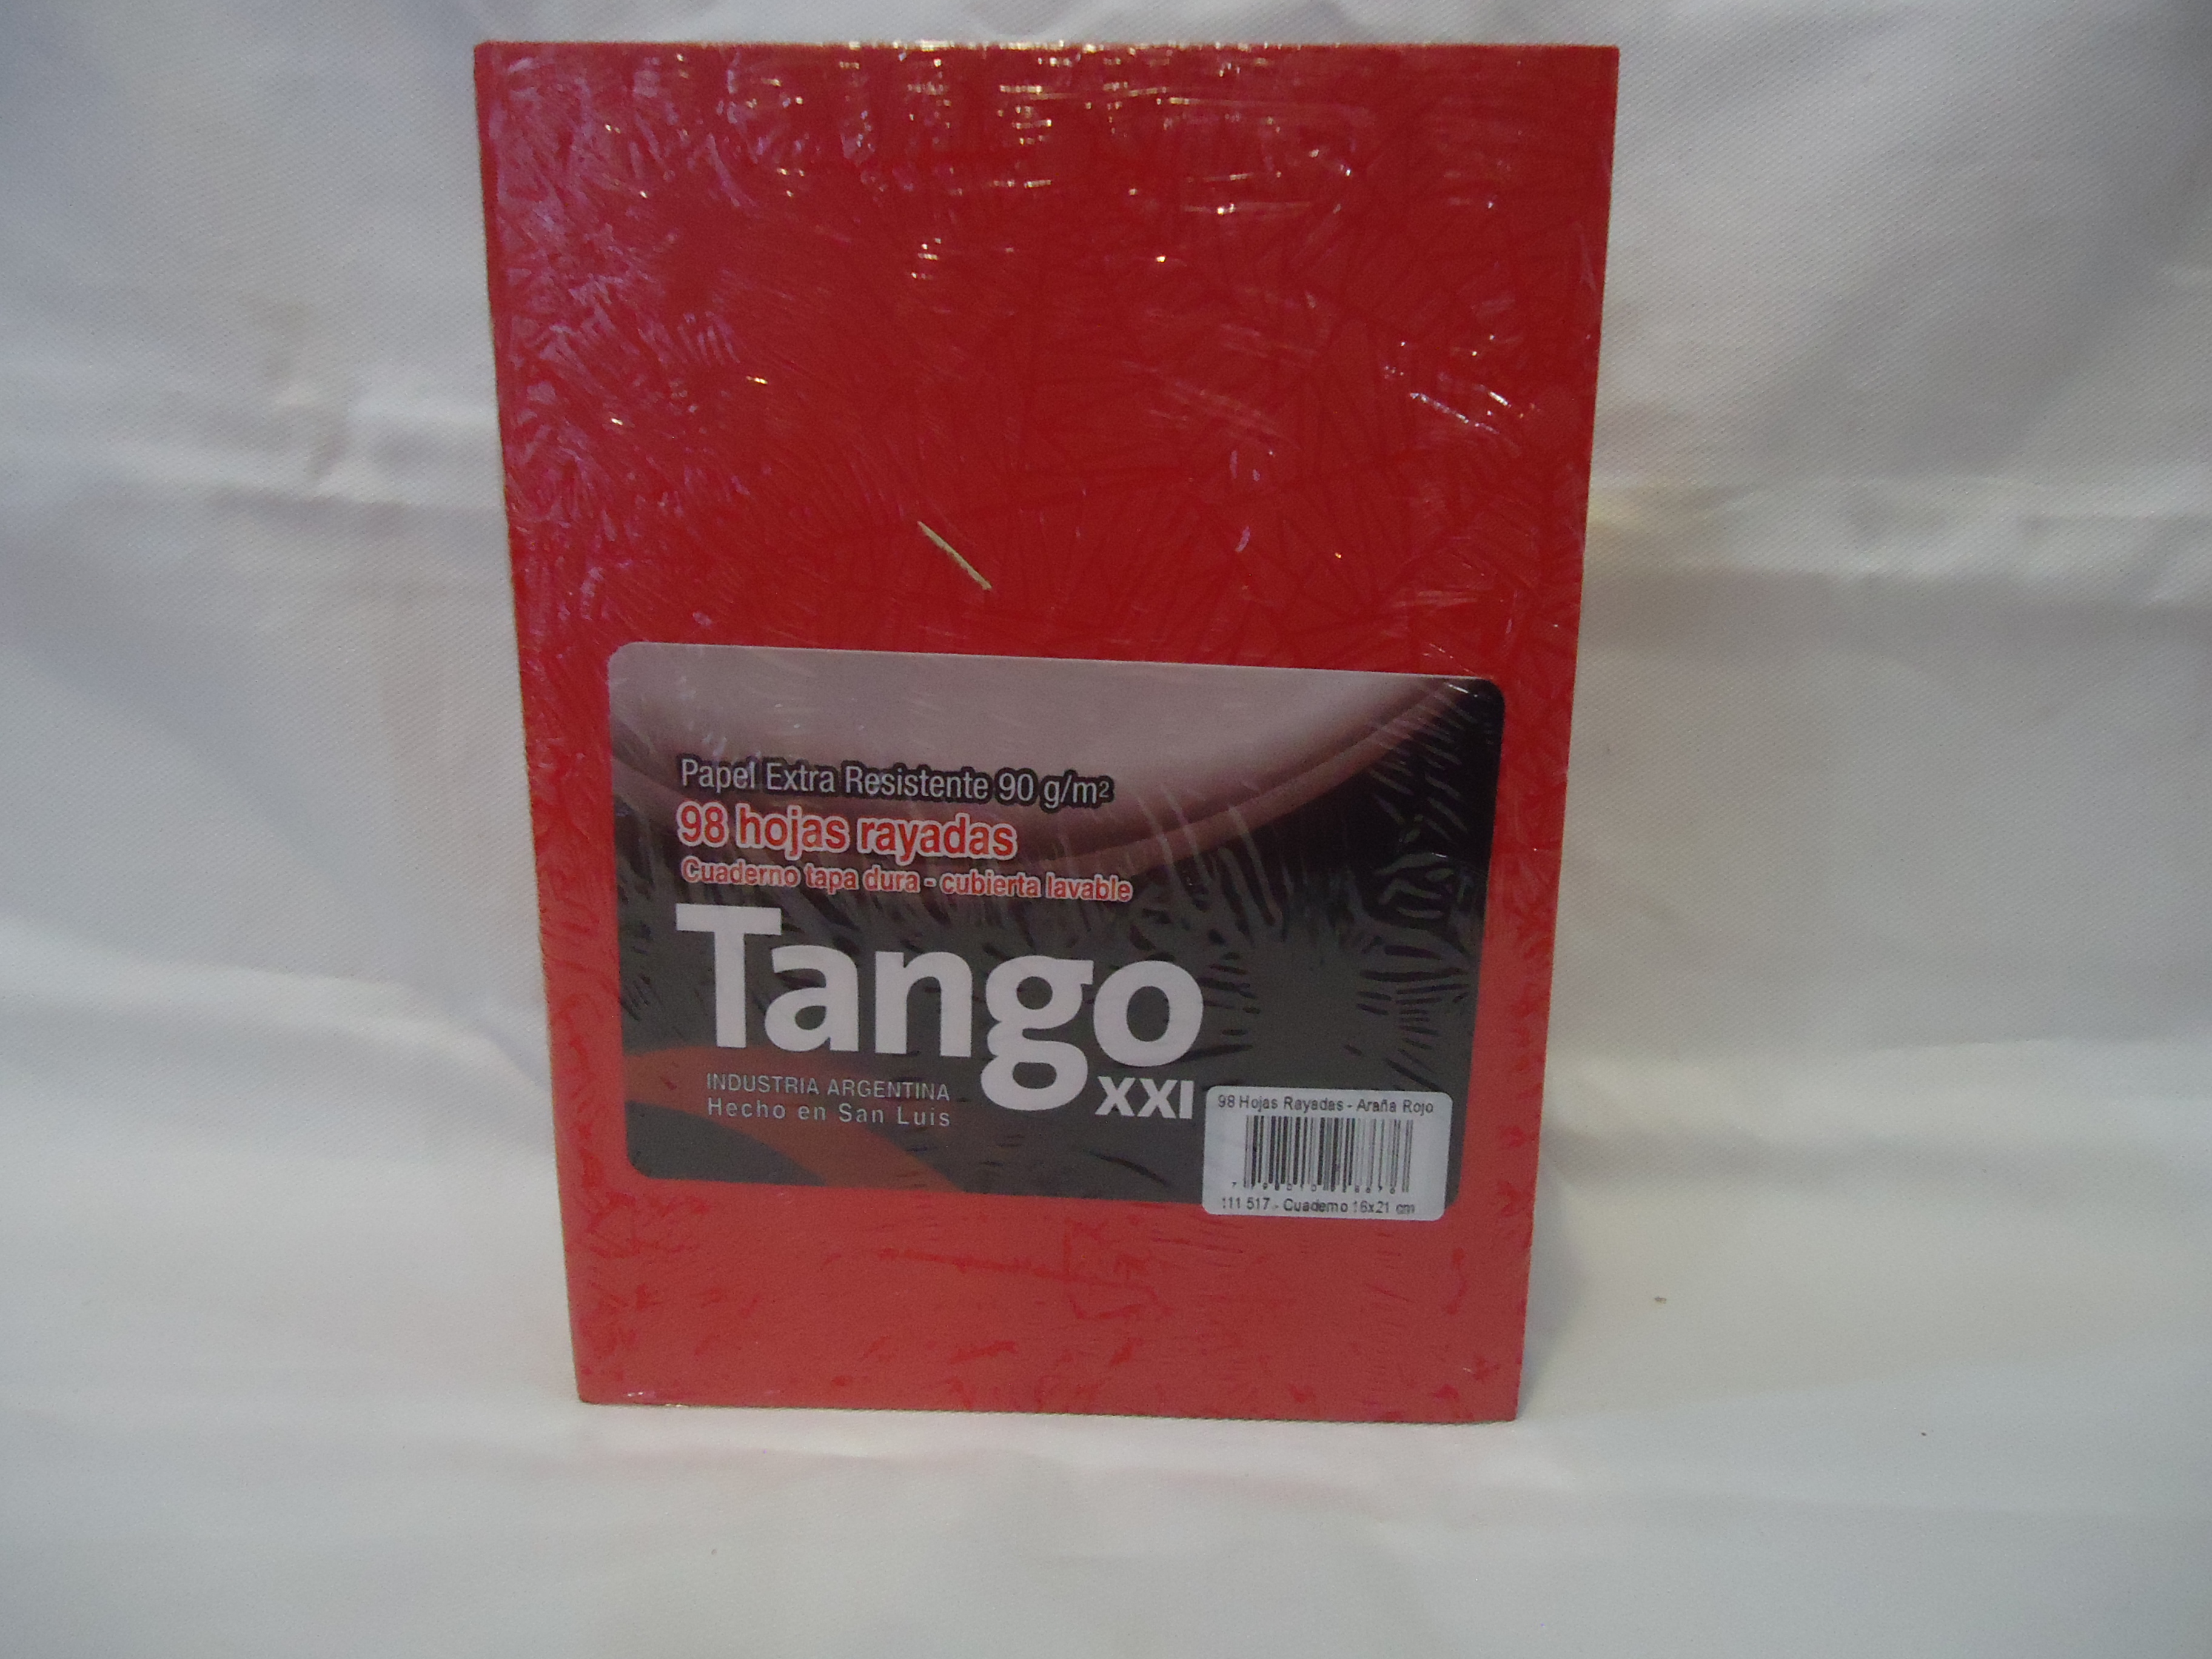 Papel Extra Resistente 90 g/m²
98 hojas rayadas
Cuaderno tapa dura - cubierta lavable
Tango
XXI
INDUSTRIA ARGENTINA
Hecho en San Luis
98 Hojas Rayadas - Araña Rojo
111 517 - Cuaderno 16x21 cm